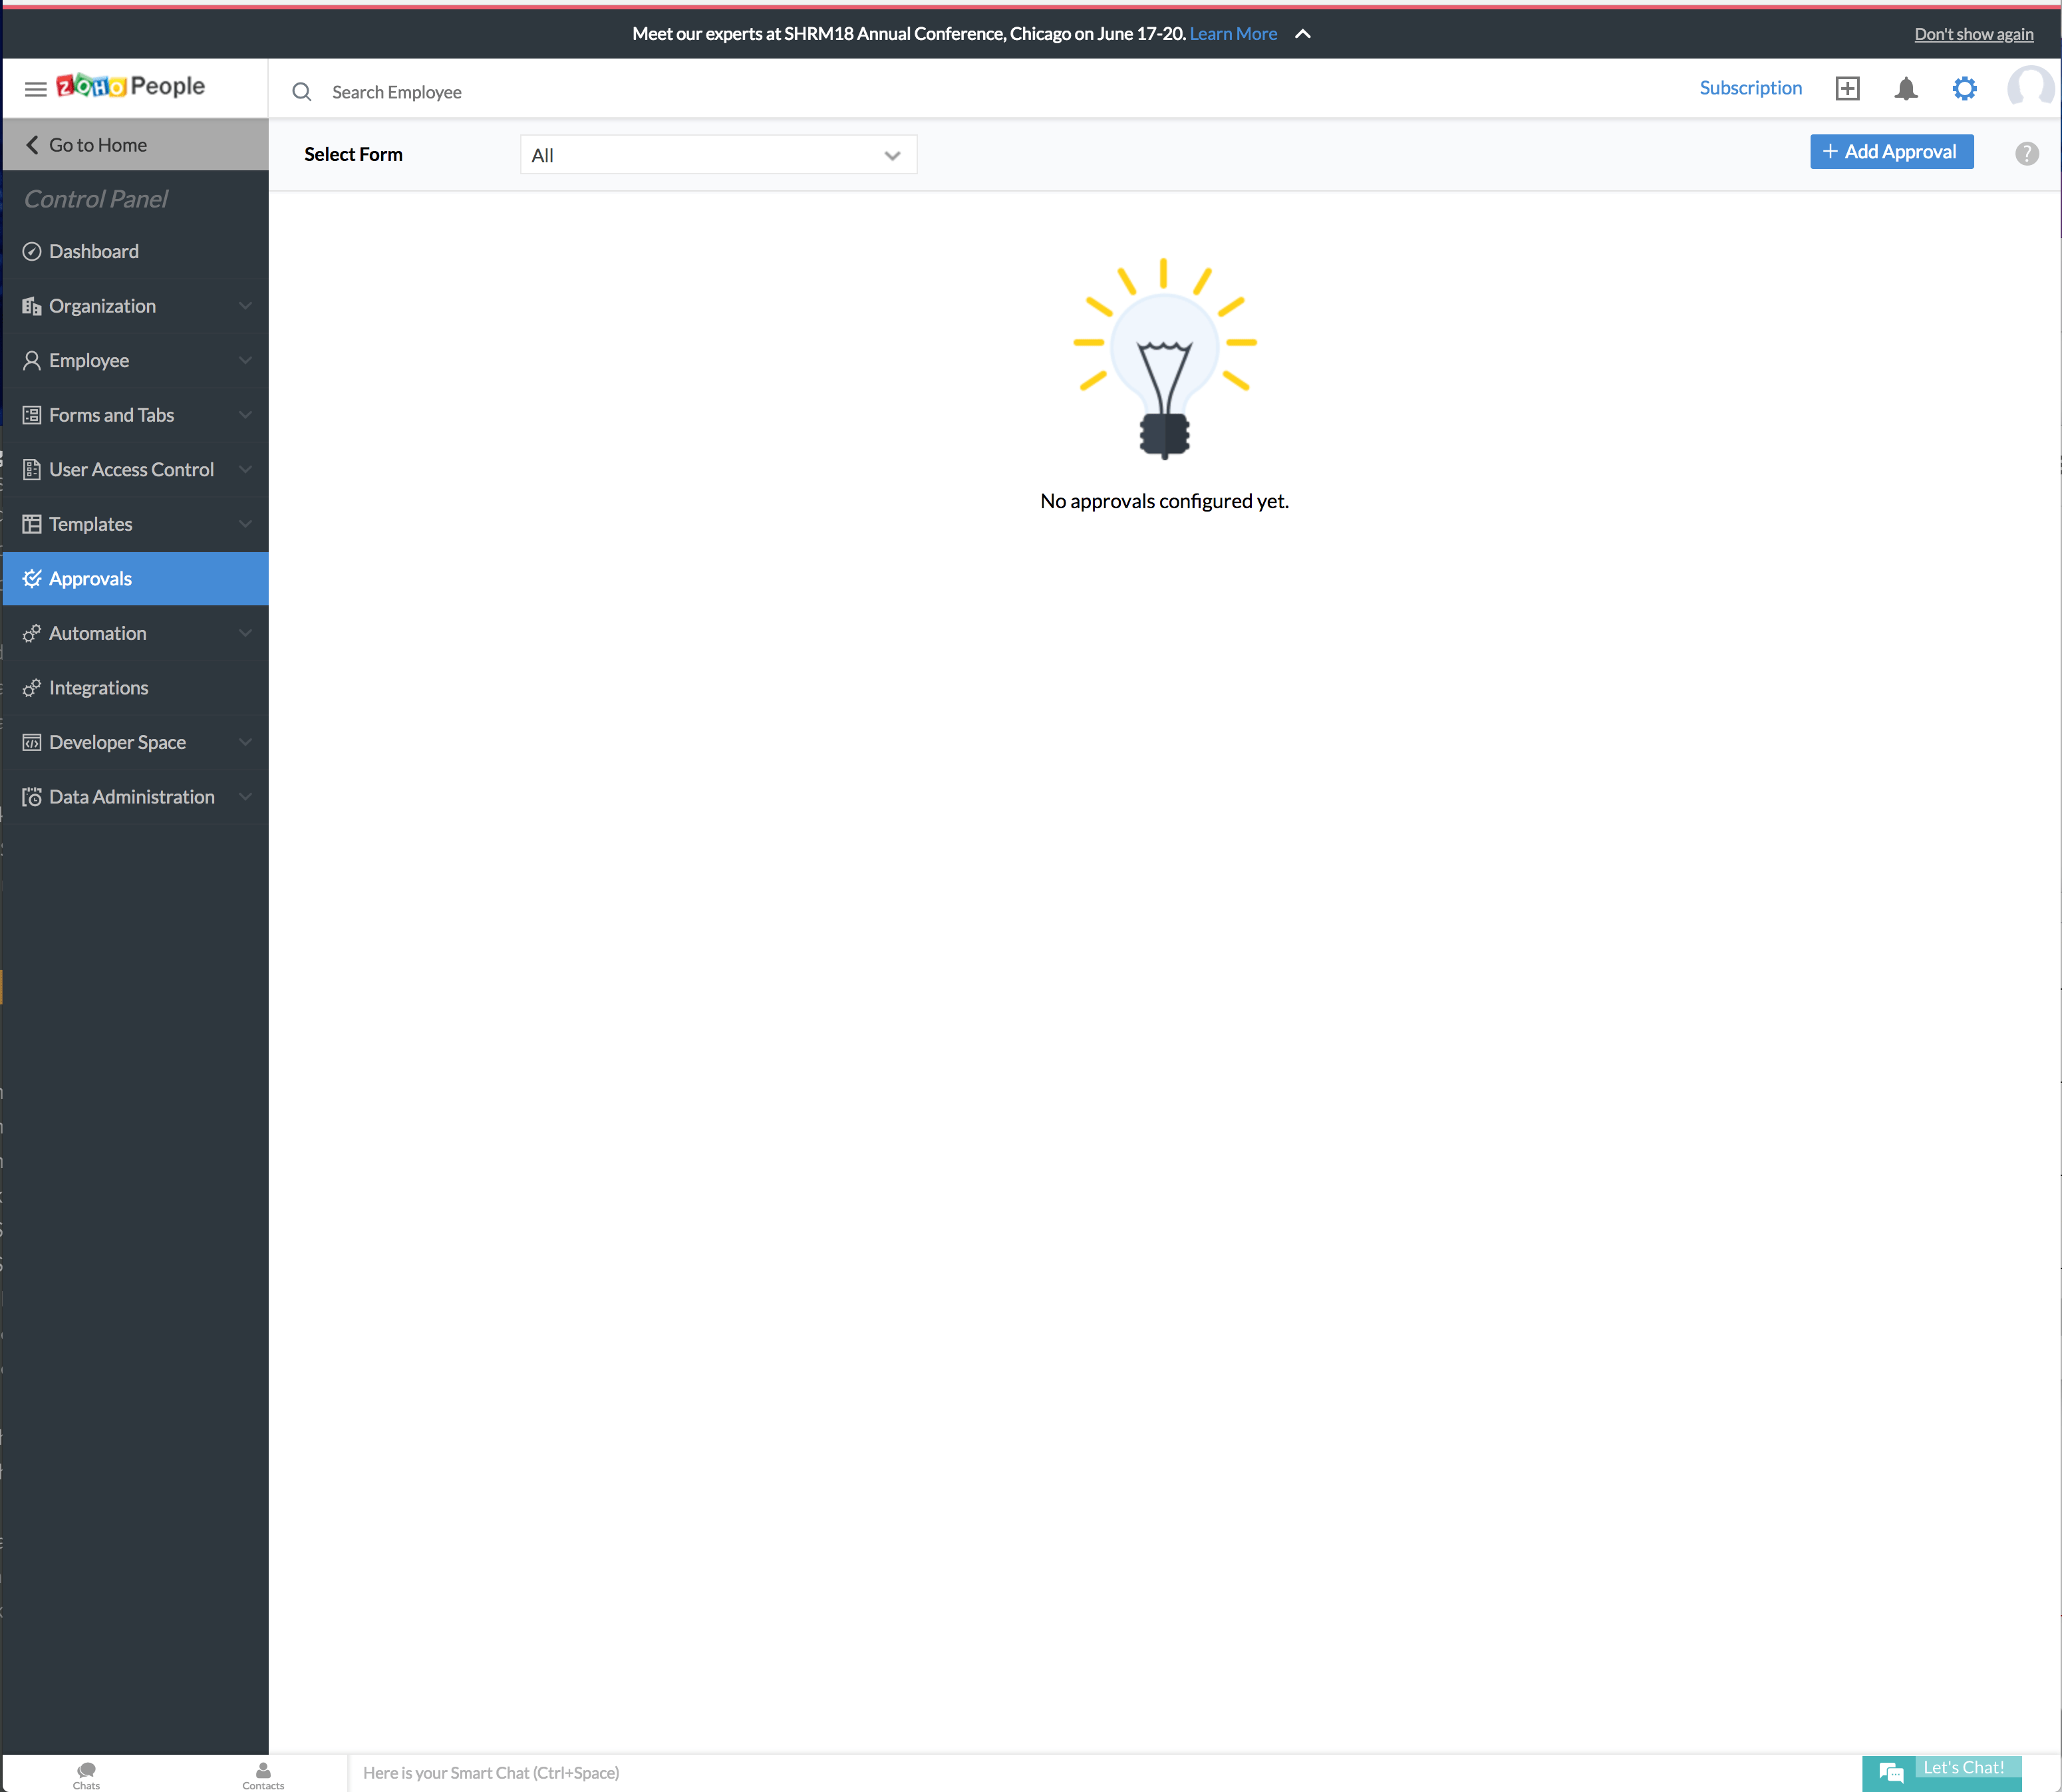 Meet our experts at SHRM18 Annual Conference, Chicago on June 17-20. Learn More
Don't show again
ZOHO People
Search Employee
Subscription
Go to Home
Select Form
All
+ Add Approval
?
Control Panel
Dashboard
Organization
Employee
Forms and Tabs
User Access Control
Templates
Approvals
Automation
Integrations
Developer Space
Data Administration
No approvals configured yet.
Chats
Contacts
Here is your Smart Chat (Ctrl+Space)
Let's Chat!